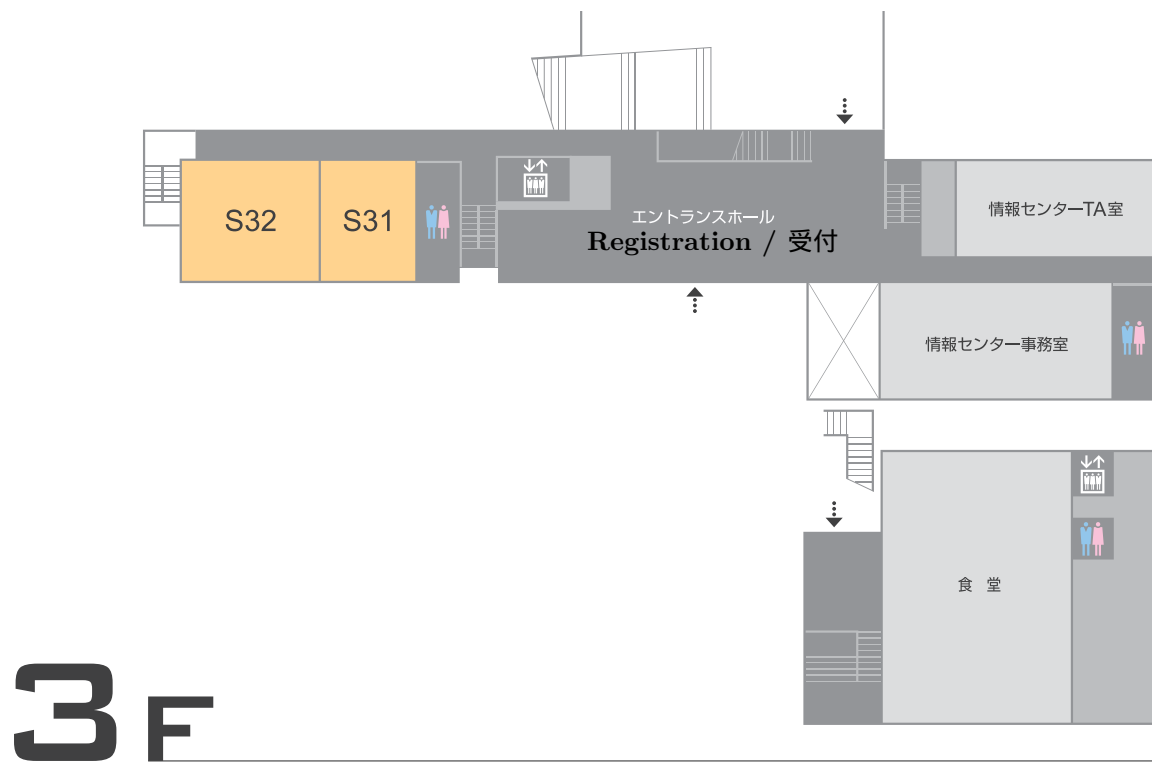 S32
S31
エントランスホール
Registration / 受付
情報センターTA室
情報センター事務室
食 堂
3F